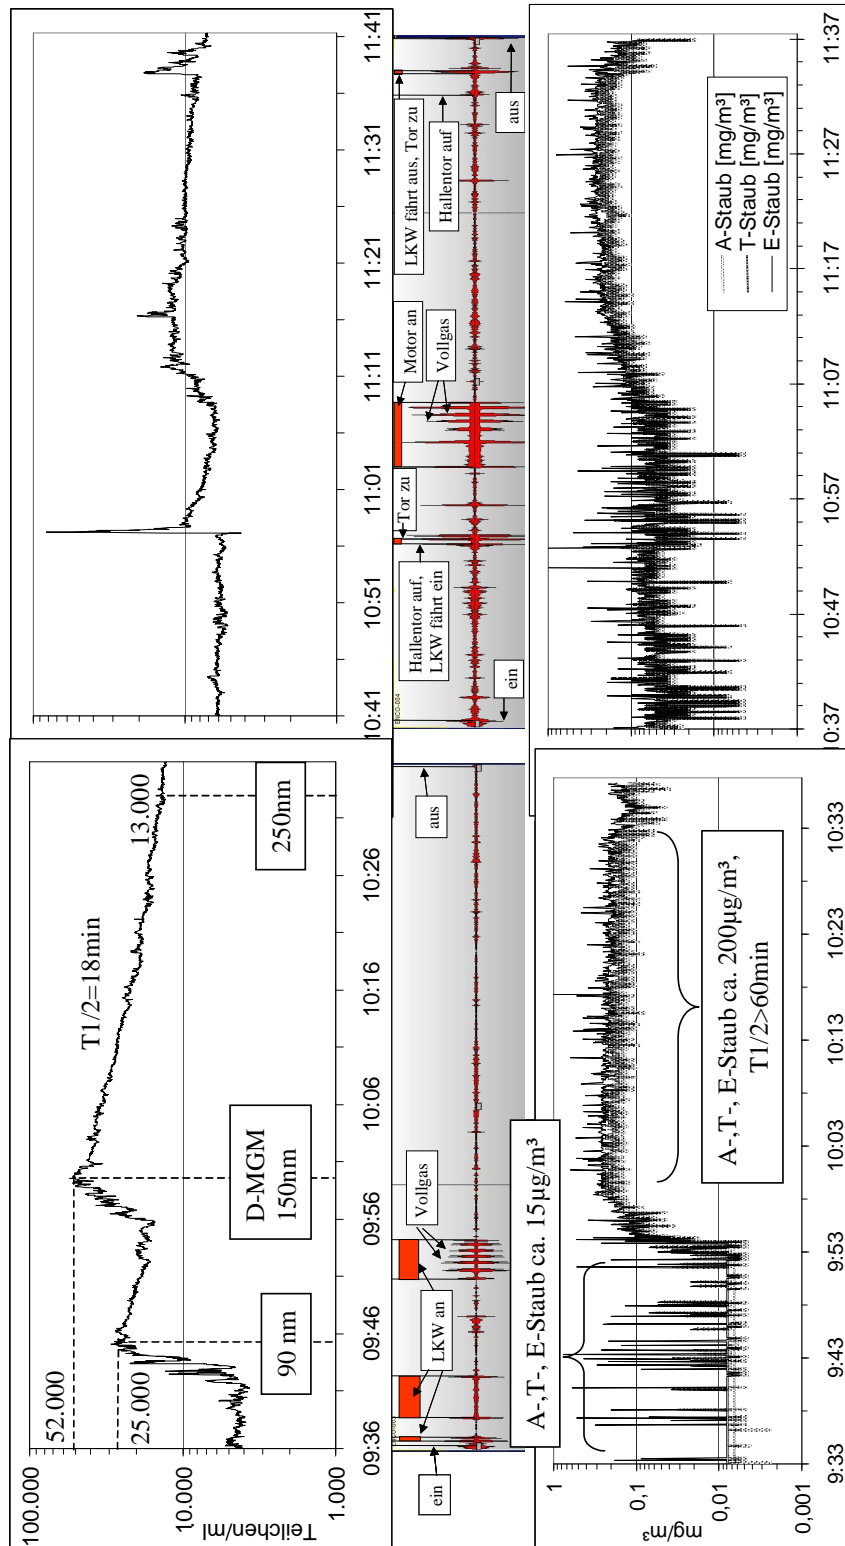 100.000
10.000
1.000
Teilchen/ml
52.000
25.000
T1/2=18min
13.000
90 nm
D-MGM
150nm
250nm
09:36
09:46
09:56
10:06
10:16
10:26
10:41
10:51
11:01
11:11
11:21
11:31
11:41
ein
LKW an
Vollgas
aus
ENCO-004
ein
Hallentor auf,
LKW fährt ein
Tor zu
Motor an
Vollgas
LKW fährt aus, Tor zu
Hallentor auf
aus
1
0,1
0,01
0,001
mg/m³
A-,T-, E-Staub ca. 15µg/m³
A-,T-, E-Staub ca. 200µg/m³,
T1/2>60min
9:33
9:43
9:53
10:03
10:13
10:23
10:33
A-Staub [mg/m³]
T-Staub [mg/m³]
E-Staub [mg/m³]
10:37
10:47
10:57
11:07
11:17
11:27
11:37